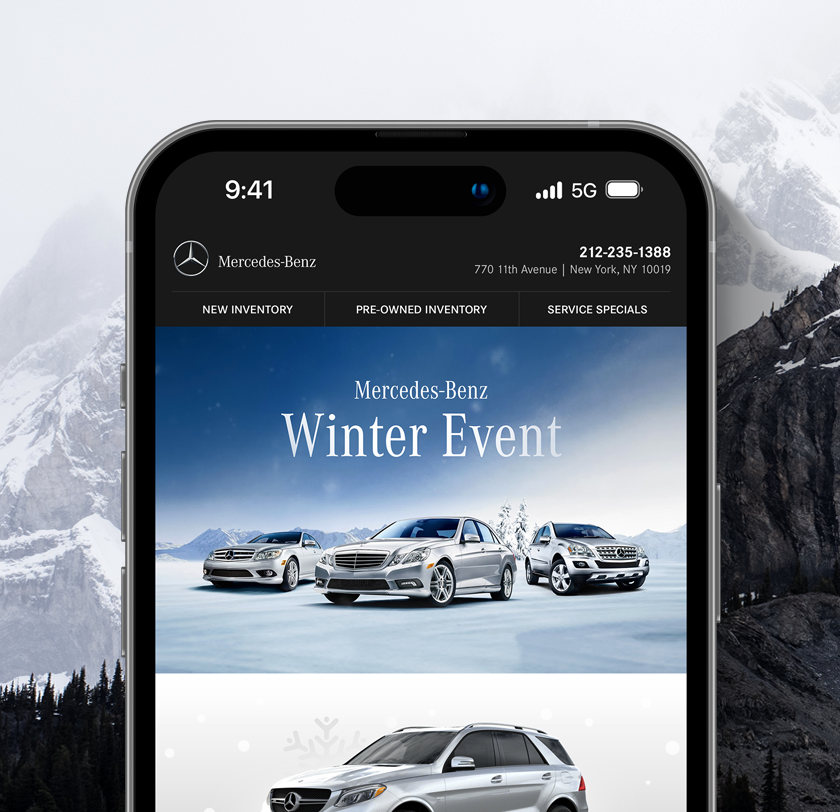 9:41
5G
Mercedes-Benz
212-235-1388
770 11th Avenue | New York, NY 10019
NEW INVENTORY
PRE-OWNED INVENTORY
SERVICE SPECIALS
Mercedes-Benz
Winter Event